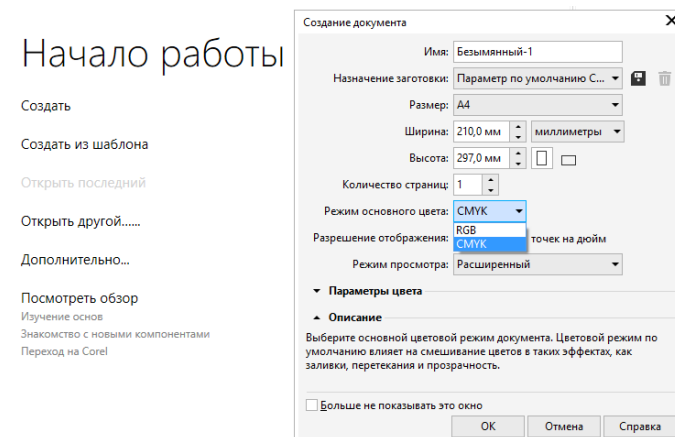 Создание документа
Начало работы
Создать
Создать из шаблона
Открыть последний
Открыть другой......
Дополнительно...
Посмотреть обзор
Изучение основ
Знакомство с новыми компонентами
Переход на Corel
Имя: Безымянный-1
Назначение заготовки: Параметр по умолчанию С...
Размер: A4
Ширина: 210,0 мм миллиметры
Высота: 297,0 мм
Количество страниц: 1
Режим основного цвета: CMYK
RGB
CMYK
Разрешение отображения: точек на дюйм
Режим просмотра: Расширенный
Параметры цвета
Описание
Выберите основной цветовой режим документа. Цветовой режим по
умолчанию влияет на смешивание цветов в таких эффектах, как
заливки, перетекания и прозрачность.
Больше не показывать это окно
ОК Отмена Справка